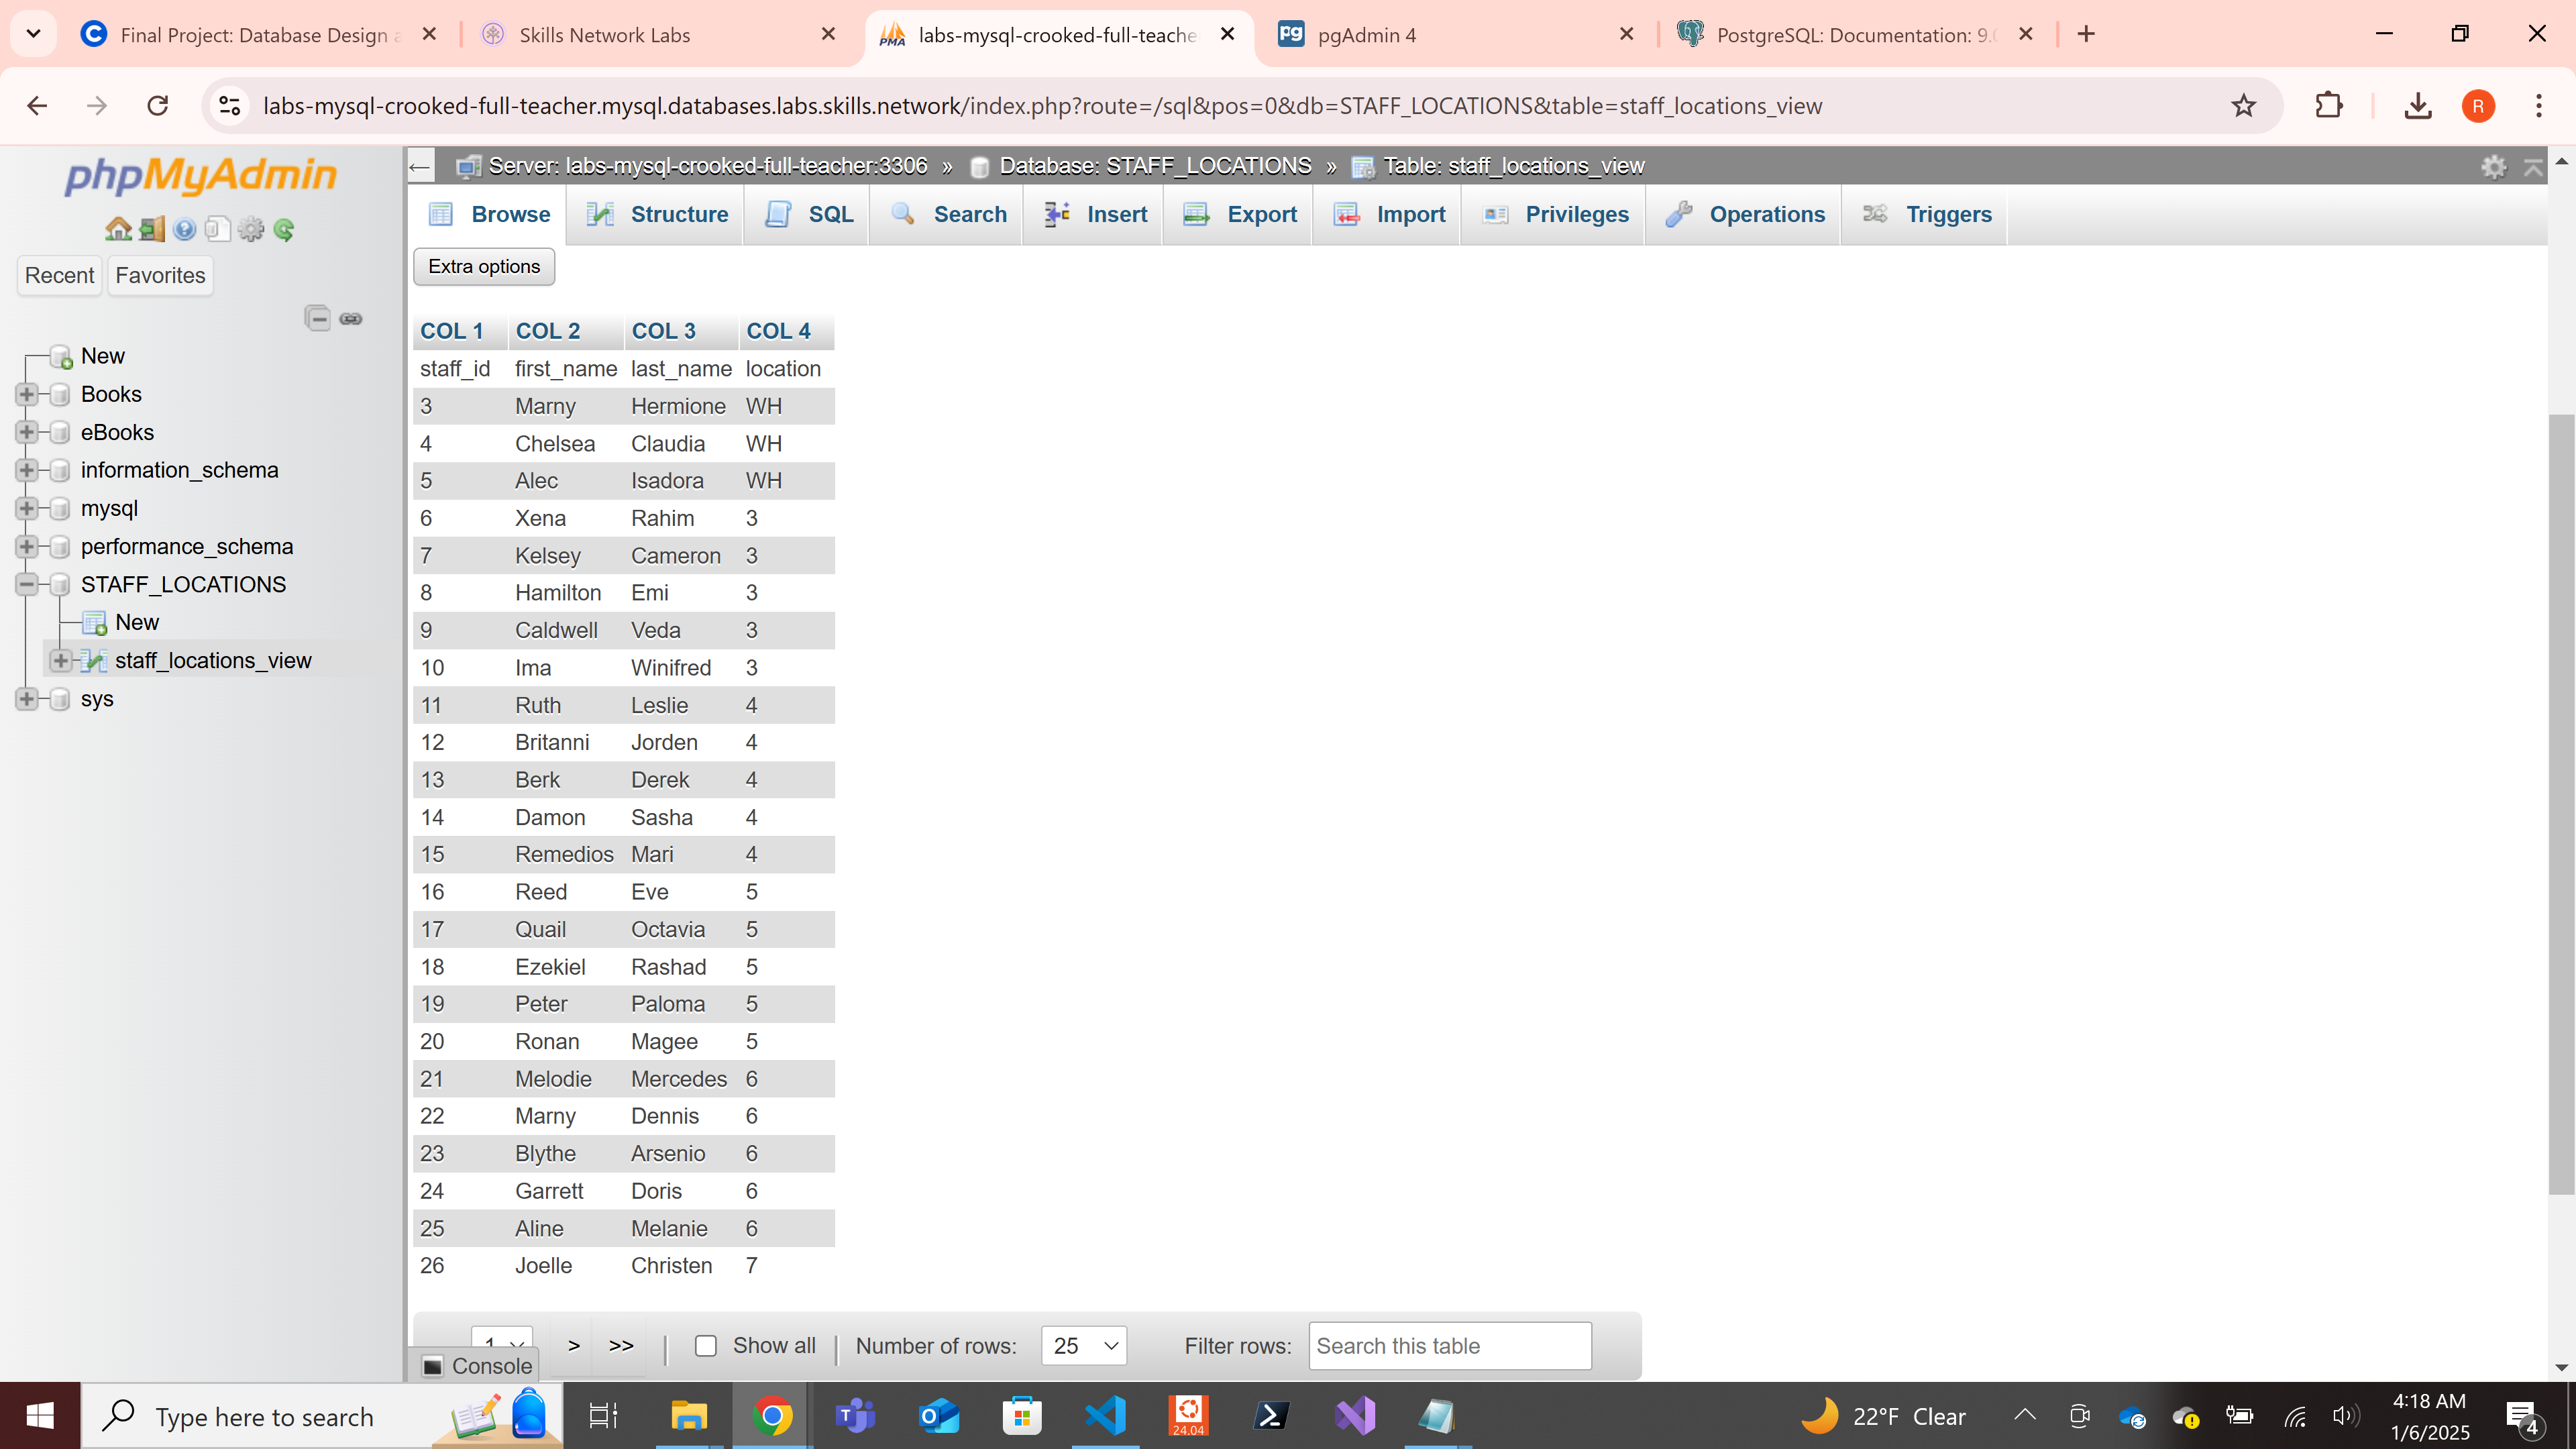 Final Project: Database Design a
Skills Network Labs
labs-mysql-crooked-full-teache
pgAdmin 4
PostgreSQL: Documentation: 9.0
labs-mysql-crooked-full-teacher.mysql.databases.labs.skills.network/index.php?route=/sql&pos=0&db=STAFF_LOCATIONS&table=staff_locations_view
R
phpMyAdmin
Server: labs-mysql-crooked-full-teacher:3306 » Database: STAFF_LOCATIONS » Table: staff_locations_view
Browse Structure SQL Search Insert Export Import Privileges Operations Triggers
Recent Favorites
New
Books
eBooks
information_schema
mysql
performance_schema
STAFF_LOCATIONS
New
staff_locations_view
sys
Extra options
COL 1 COL 2 COL 3 COL 4
staff_id first_name last_name location
3 Marny Hermione WH
4 Chelsea Claudia WH
5 Alec Isadora WH
6 Xena Rahim 3
7 Kelsey Cameron 3
8 Hamilton Emi 3
9 Caldwell Veda 3
10 Ima Winifred 3
11 Ruth Leslie 4
12 Britanni Jorden 4
13 Berk Derek 4
14 Damon Sasha 4
15 Remedios Mari 4
16 Reed Eve 5
17 Quail Octavia 5
18 Ezekiel Rashad 5
19 Peter Paloma 5
20 Ronan Magee 5
21 Melodie Mercedes 6
22 Marny Dennis 6
23 Blythe Arsenio 6
24 Garrett Doris 6
25 Aline Melanie 6
26 Joelle Christen 7
1 > >> Show all Number of rows: 25 Filter rows: Search this table
Console
Type here to search
24.04
22°F Clear
4:18 AM
1/6/2025
4